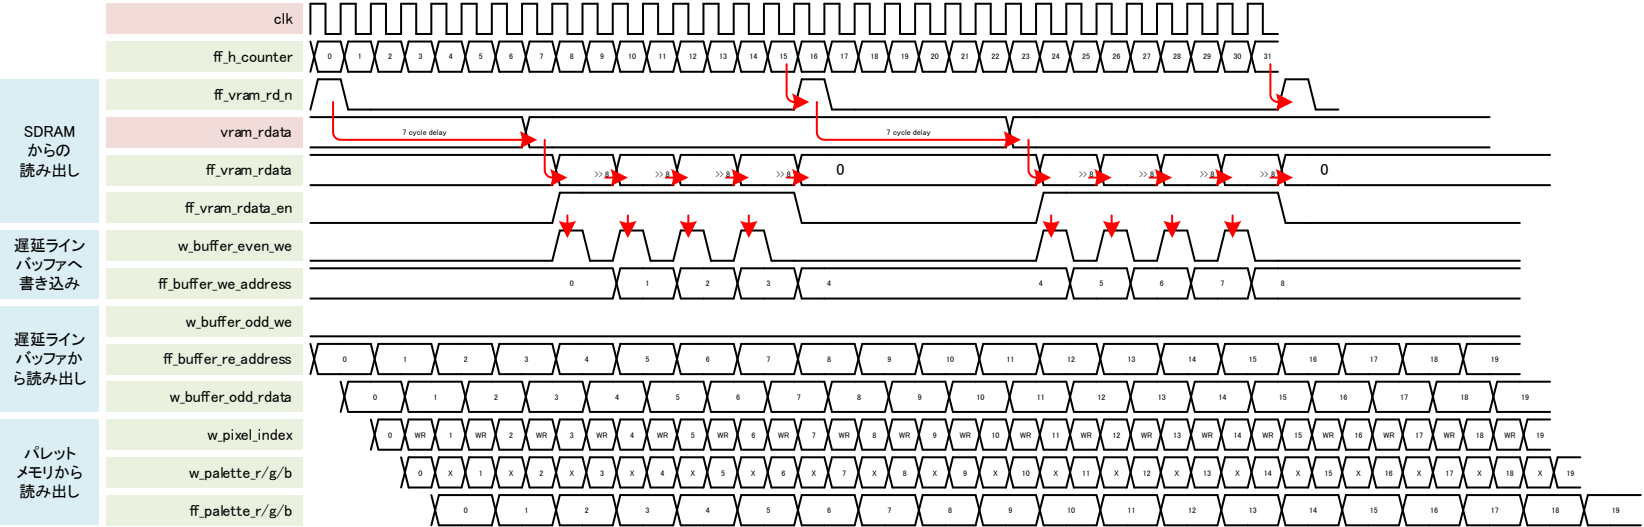 clk
ff_h_counter 0 1 2 3 4 5 6 7 8 9 10 11 12 13 14 15 16 17 18 19 20 21 22 23 24 25 26 27 28 29 30 31
SDRAM
からの
読み出し
ff_vram_rd_n
vram_rdata 7 cycle delay 7 cycle delay
ff_vram_rdata >>8 >>8 >>8 >>8 0 >>8 >>8 >>8 >>8 0
ff_vram_rdata_en
遅延ライン
バッファへ
書き込み
w_buffer_even_we
ff_buffer_we_address 0 1 2 3 4 4 5 6 7 8
遅延ライン
バッファか
ら読み出し
w_buffer_odd_we
ff_buffer_re_address 0 1 2 3 4 5 6 7 8 9 10 11 12 13 14 15 16 17 18 19
w_buffer_odd_rdata 0 1 2 3 4 5 6 7 8 9 10 11 12 13 14 15 16 17 18 19
パレット
メモリから
読み出し
w_pixel_index 0 WR 1 WR 2 WR 3 WR 4 WR 5 WR 6 WR 7 WR 8 WR 9 WR 10 WR 11 WR 12 WR 13 WR 14 WR 15 WR 16 WR 17 WR 18 WR 19
w_palette_r/g/b 0 X 1 X 2 X 3 X 4 X 5 X 6 X 7 X 8 X 9 X 10 X 11 X 12 X 13 X 14 X 15 X 16 X 17 X 18 X 19
ff_palette_r/g/b 0 1 2 3 4 5 6 7 8 9 10 11 12 13 14 15 16 17 18 19